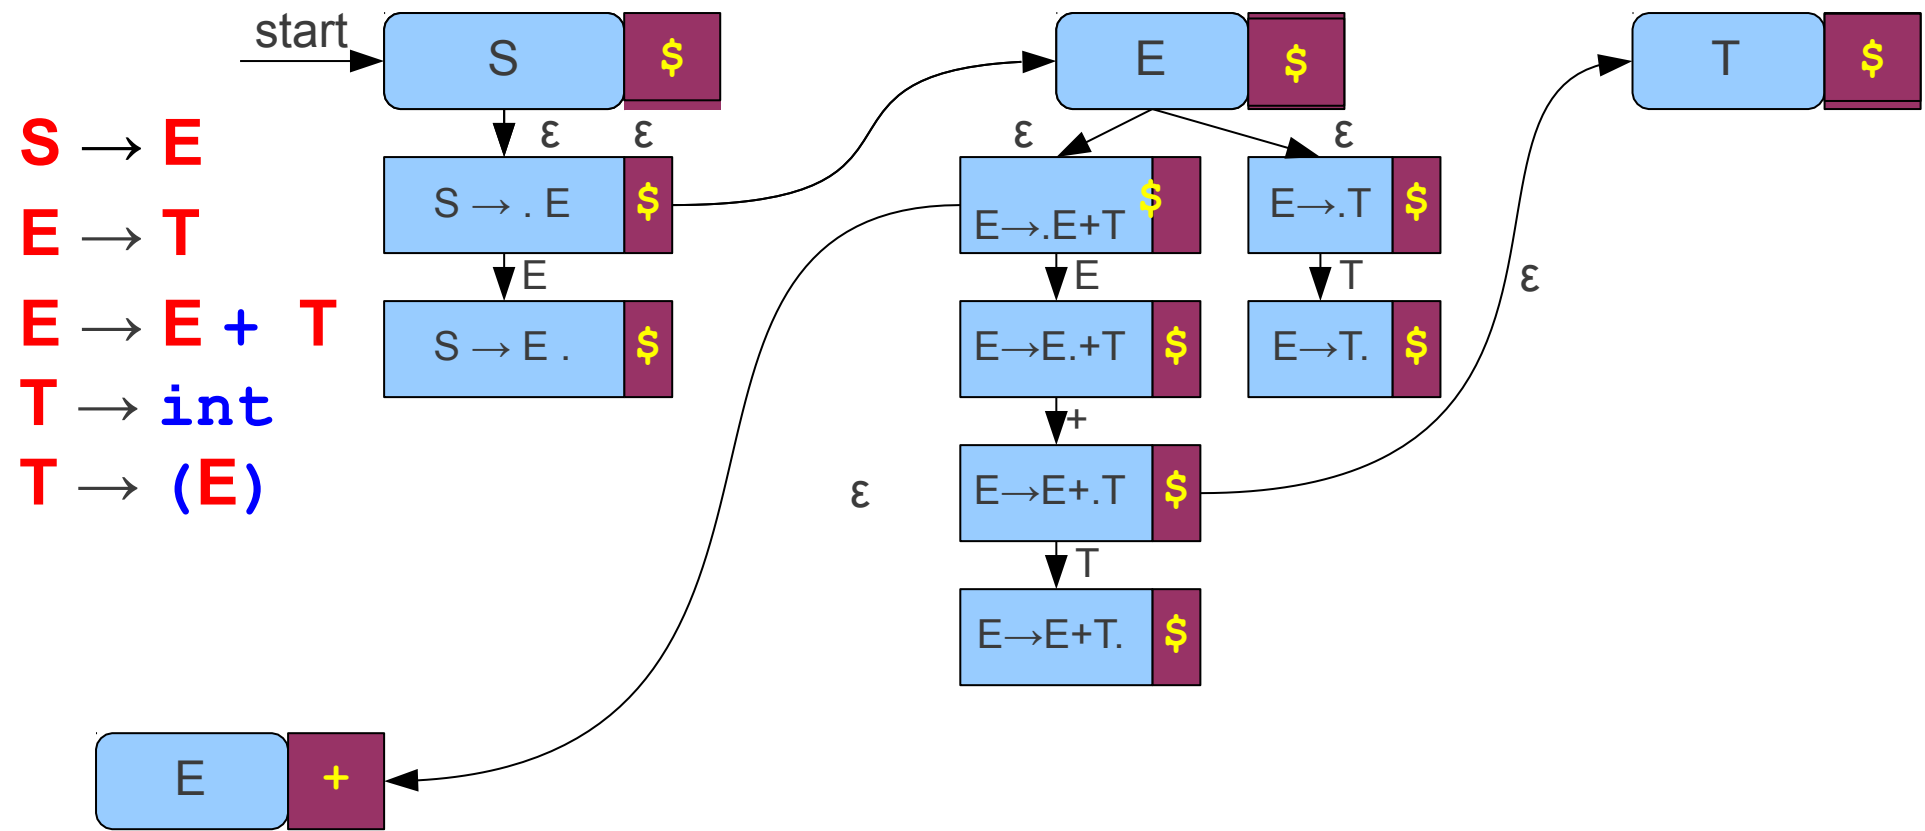 start
S $
E $
T $
S → E
E → T
E → E + T
T → int
T → (E)
ε ε
S → . E $
E
S → E . $
ε ε
E→.E+T $
E
E→E.+T $
+
E→E+.T $
T
E→E+T. $
E→.T $
T
E→T. $
ε
ε
E +